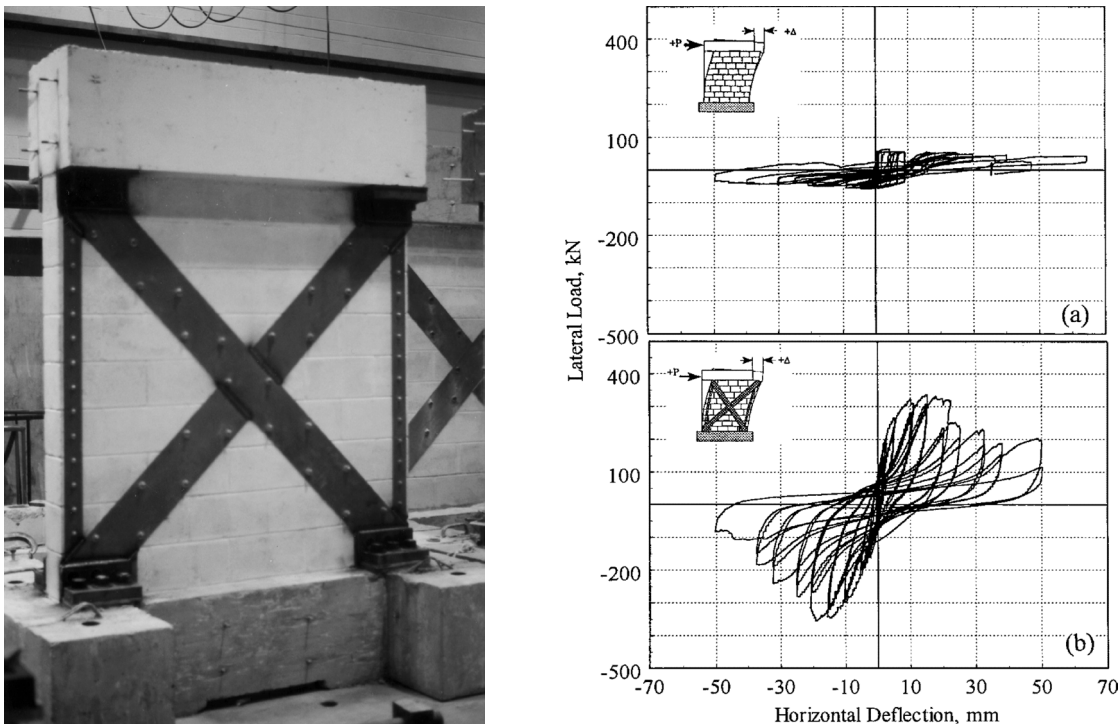 400
+P
+Δ
100
-200
-500
(a)
Lateral Load, kN
400
+P
+Δ
100
-200
-500
(b)
-70
-50
-30
-10
10
30
50
70
Horizontal Deflection, mm